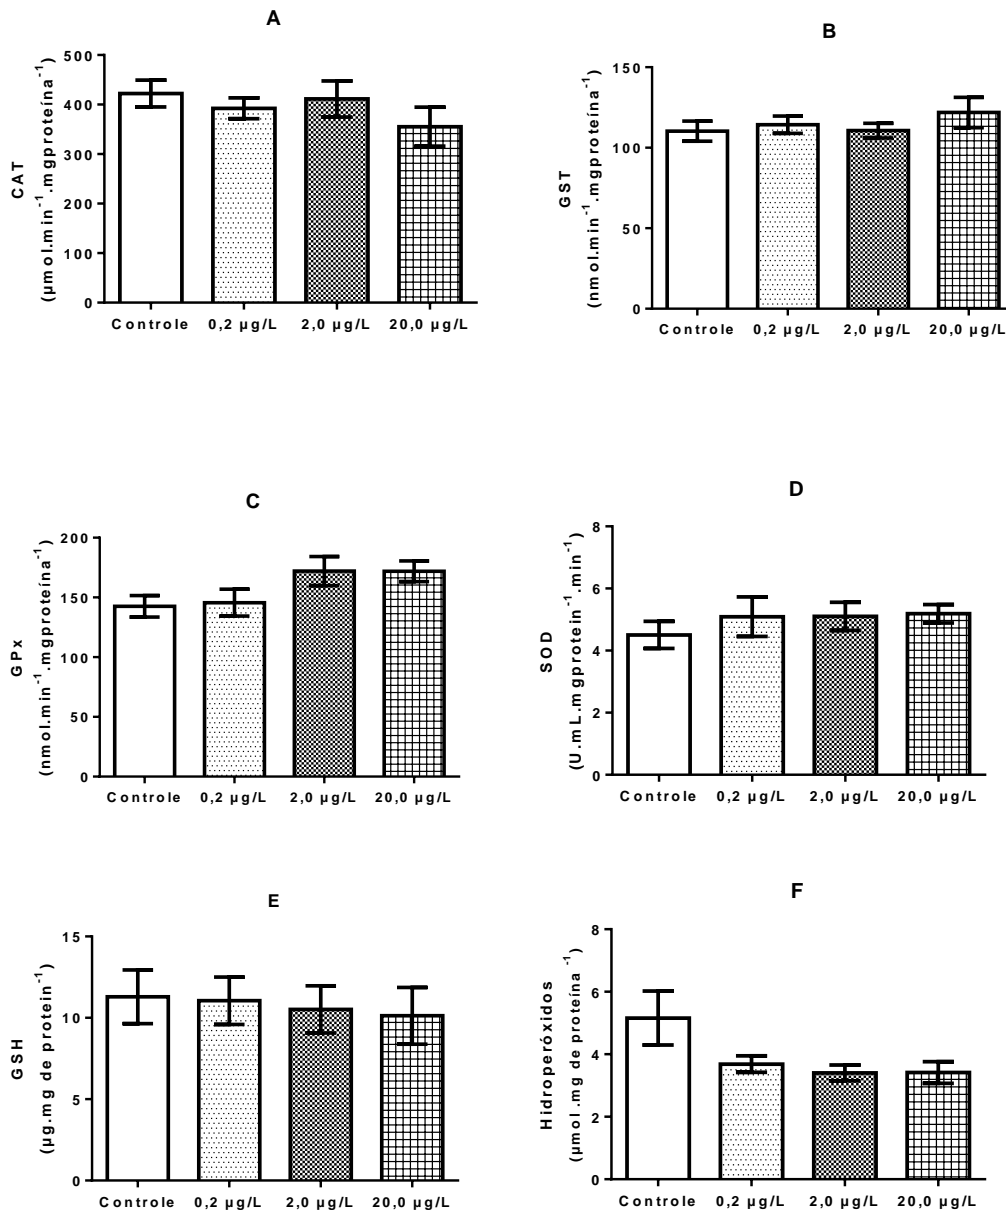 A
CAT
(µmol.min⁻¹.mgproteína⁻¹)
500
400
300
200
100
0
Controle 0,2 µg/L 2,0 µg/L 20,0 µg/L
B
GST
(nmol.min⁻¹.mgproteína⁻¹)
150
100
50
0
Controle 0,2 µg/L 2,0 µg/L 20,0 µg/L
C
GPx
(nmol.min⁻¹.mgproteína⁻¹)
200
150
100
50
0
Controle 0,2 µg/L 2,0 µg/L 20,0 µg/L
D
SOD
(U.mL.mgprotein⁻¹.min⁻¹)
8
6
4
2
0
Controle 0,2 µg/L 2,0 µg/L 20,0 µg/L
E
GSH
(µg.mg de protein⁻¹)
15
10
5
0
Controle 0,2 µg/L 2,0 µg/L 20,0 µg/L
F
Hidroperóxidos
(µmol.mg de proteína⁻¹)
8
6
4
2
0
Controle 0,2 µg/L 2,0 µg/L 20,0 µg/L